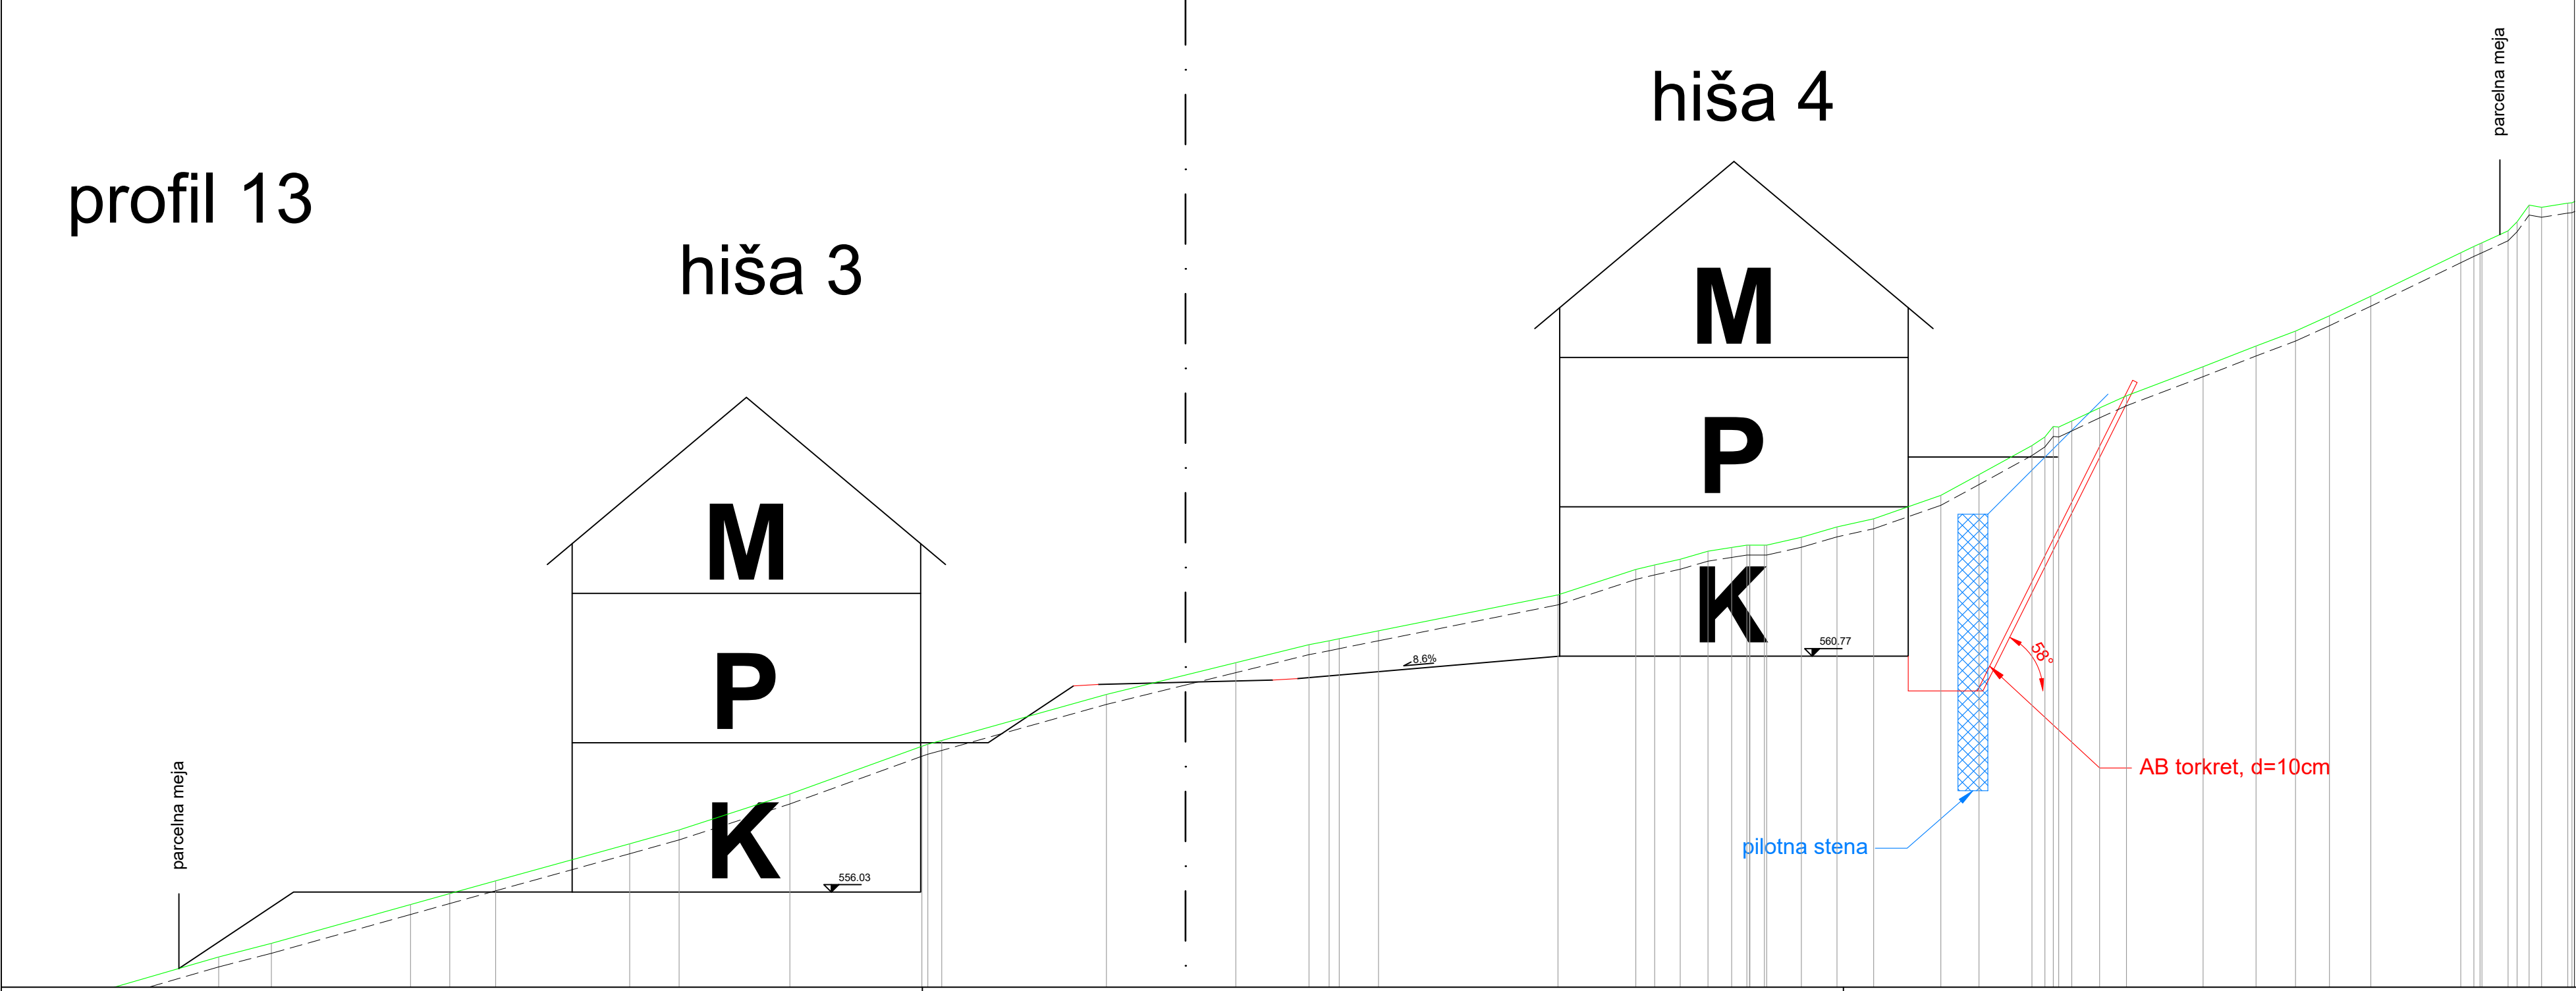 profil 13
hiša 3
hiša 4
parcelna meja
parcelna meja
M
P
K
556.03
M
P
K
560.77
8.6%
58°
AB torkret, d=10cm
pilotna stena